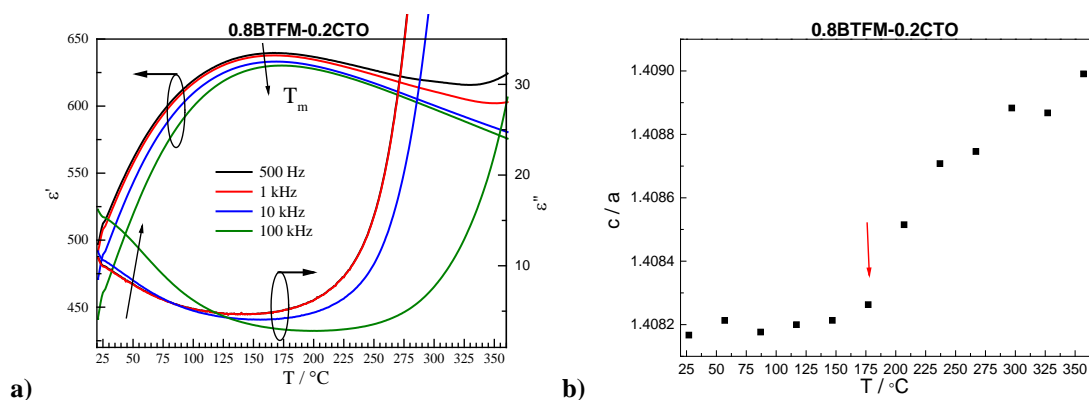 a)
0.8BTFM-0.2CTO
650
600
550
500
450
ε'
30
20
10
ε''
T_m
500 Hz
1 kHz
10 kHz
100 kHz
25 50 75 100 125 150 175 200 225 250 275 300 325 350
T / °C
b)
0.8BTFM-0.2CTO
1.4090
1.4088
1.4086
1.4084
1.4082
c / a
25 50 75 100 125 150 175 200 225 250 275 300 325 350
T / °C